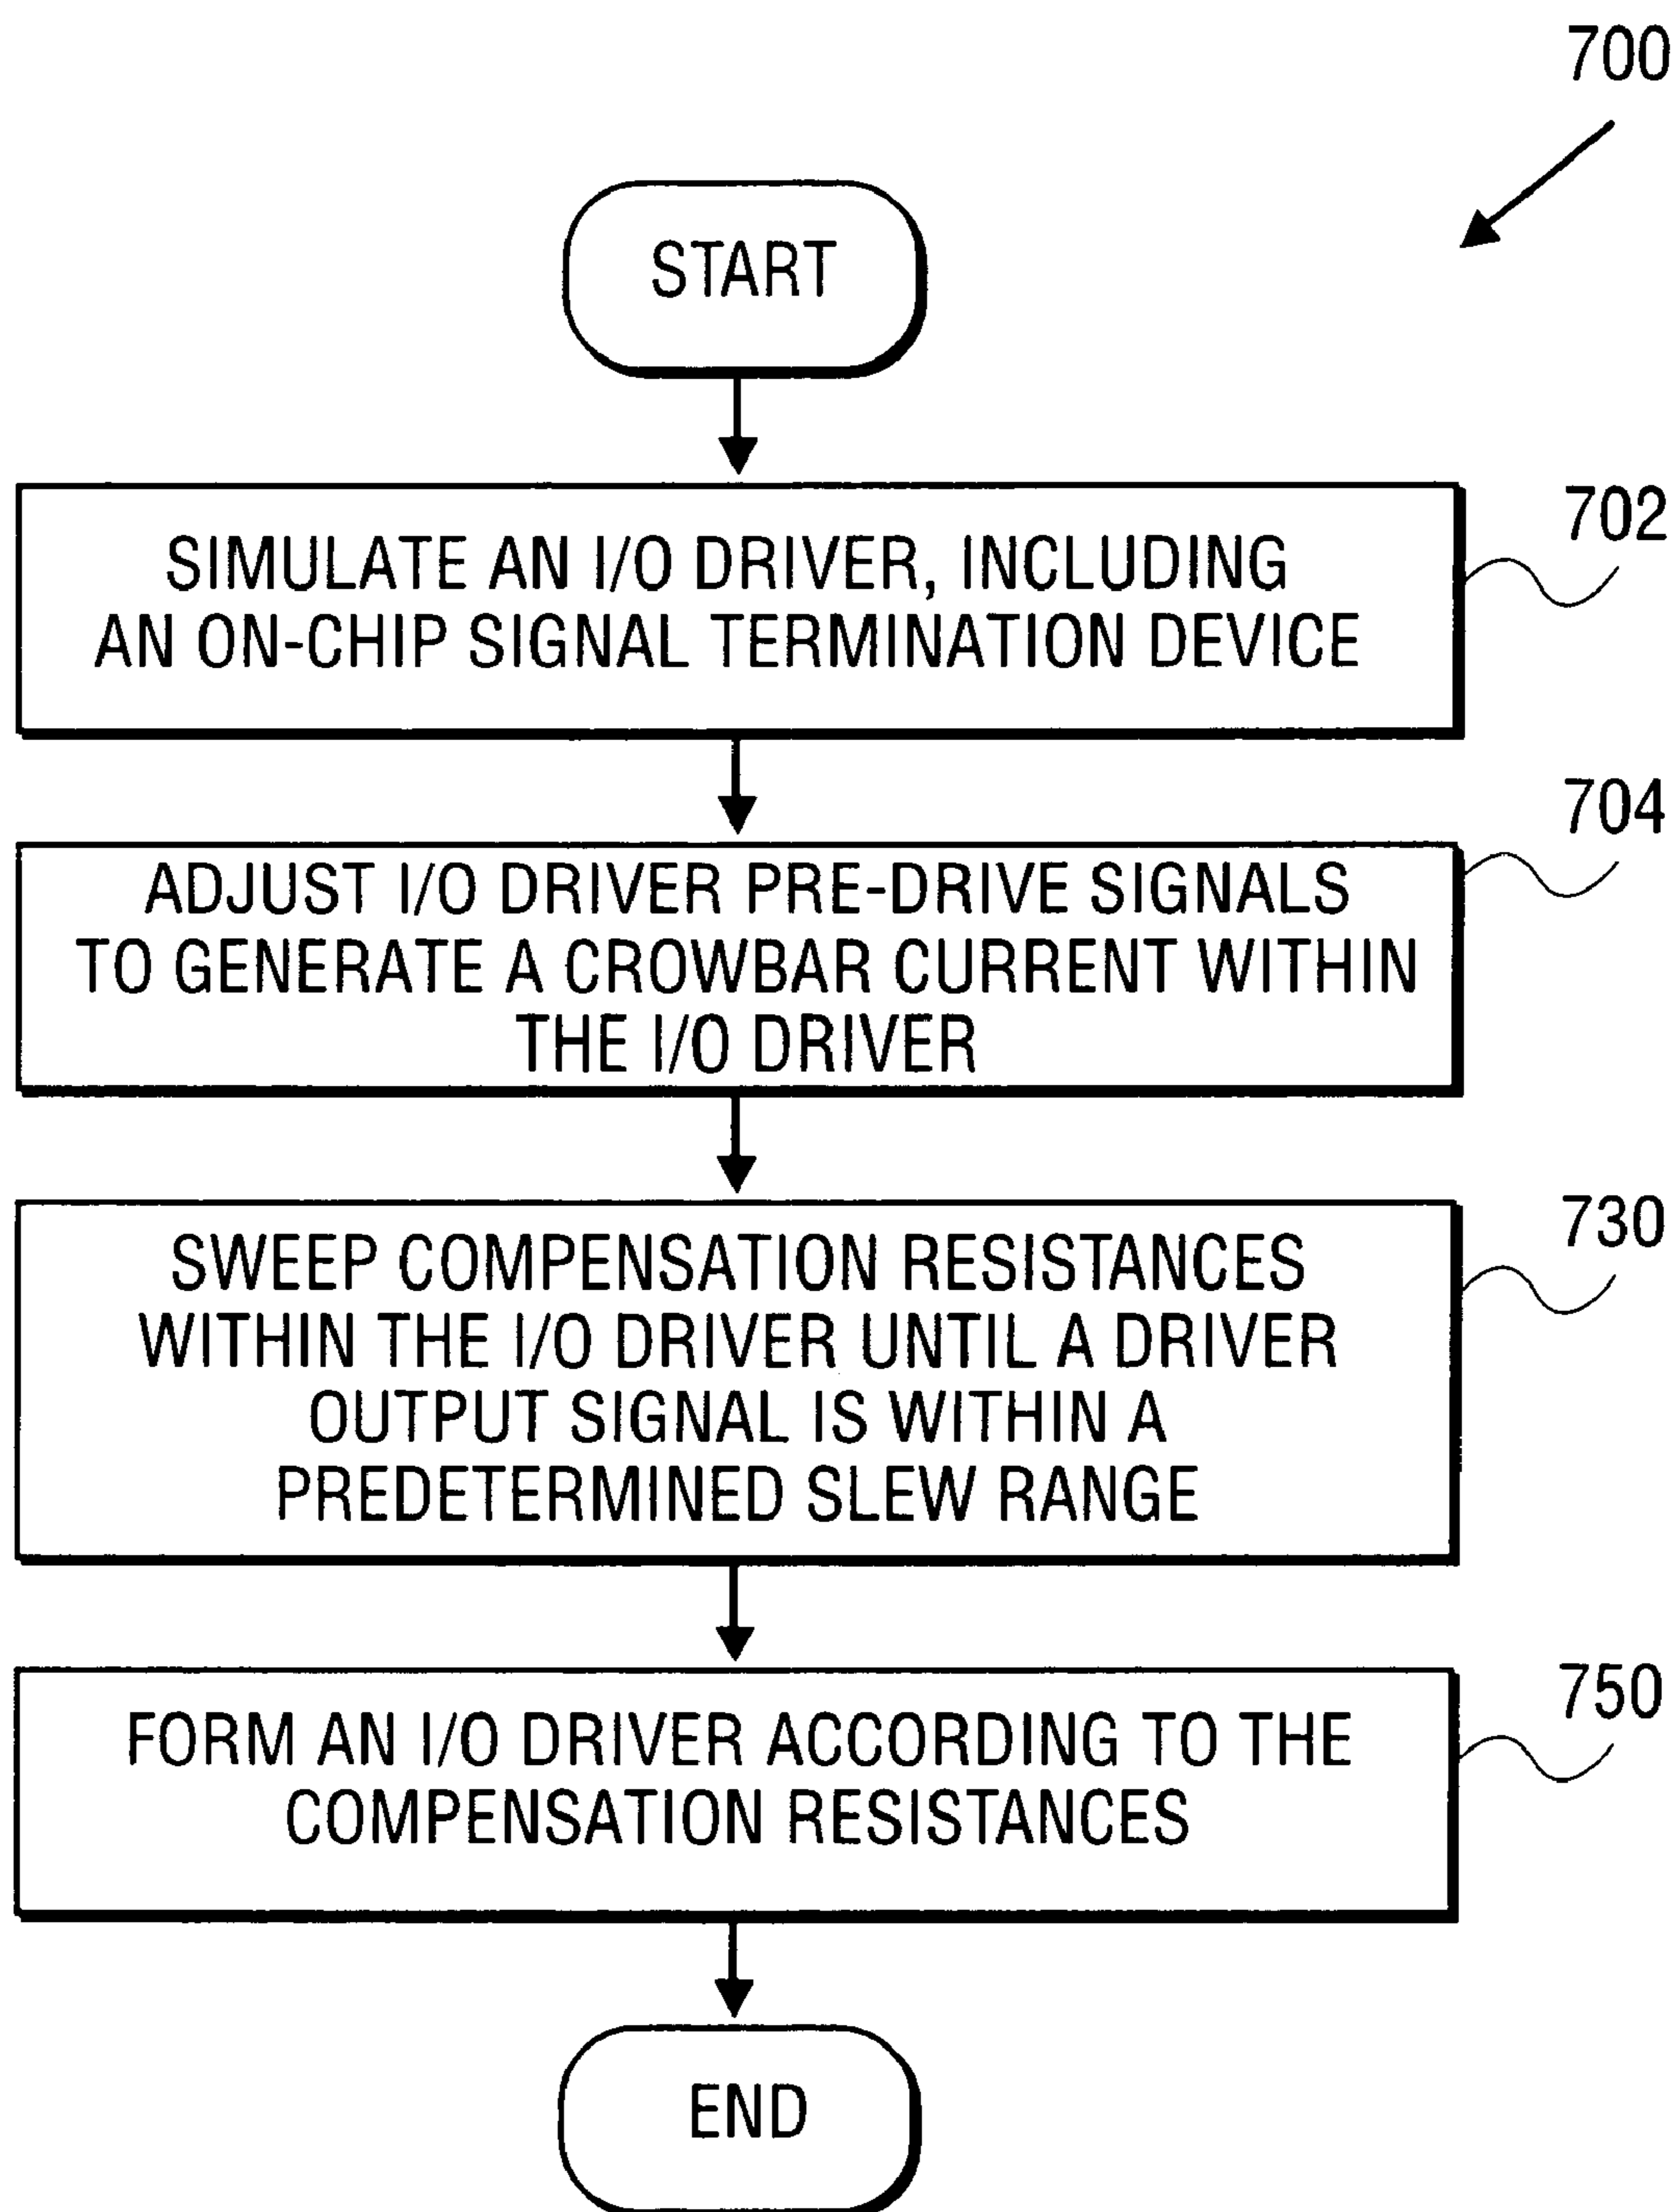 700
START
SIMULATE AN I/O DRIVER, INCLUDING
AN ON-CHIP SIGNAL TERMINATION DEVICE
702
ADJUST I/O DRIVER PRE-DRIVE SIGNALS
TO GENERATE A CROWBAR CURRENT WITHIN
THE I/O DRIVER
704
SWEEP COMPENSATION RESISTANCES
WITHIN THE I/O DRIVER UNTIL A DRIVER
OUTPUT SIGNAL IS WITHIN A
PREDETERMINED SLEW RANGE
730
FORM AN I/O DRIVER ACCORDING TO THE
COMPENSATION RESISTANCES
750
END